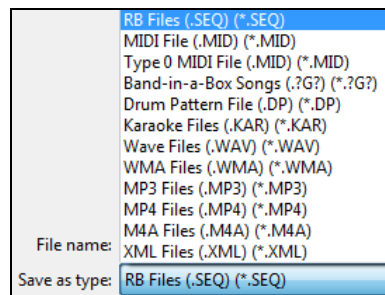 RB Files (.SEQ) (*.SEQ)
MIDI File (.MID) (*.MID)
Type 0 MIDI File (.MID) (*.MID)
Band-in-a-Box Songs (.?G?) (*.?G?)
Drum Pattern File (.DP) (*.DP)
Karaoke Files (.KAR) (*.KAR)
Wave Files (.WAV) (*.WAV)
WMA Files (.WMA) (*.WMA)
MP3 Files (.MP3) (*.MP3)
MP4 Files (.MP4) (*.MP4)
M4A Files (.M4A) (*.M4A)
File name: XML Files (.XML) (*.XML)
Save as type: RB Files (.SEQ) (*.SEQ)